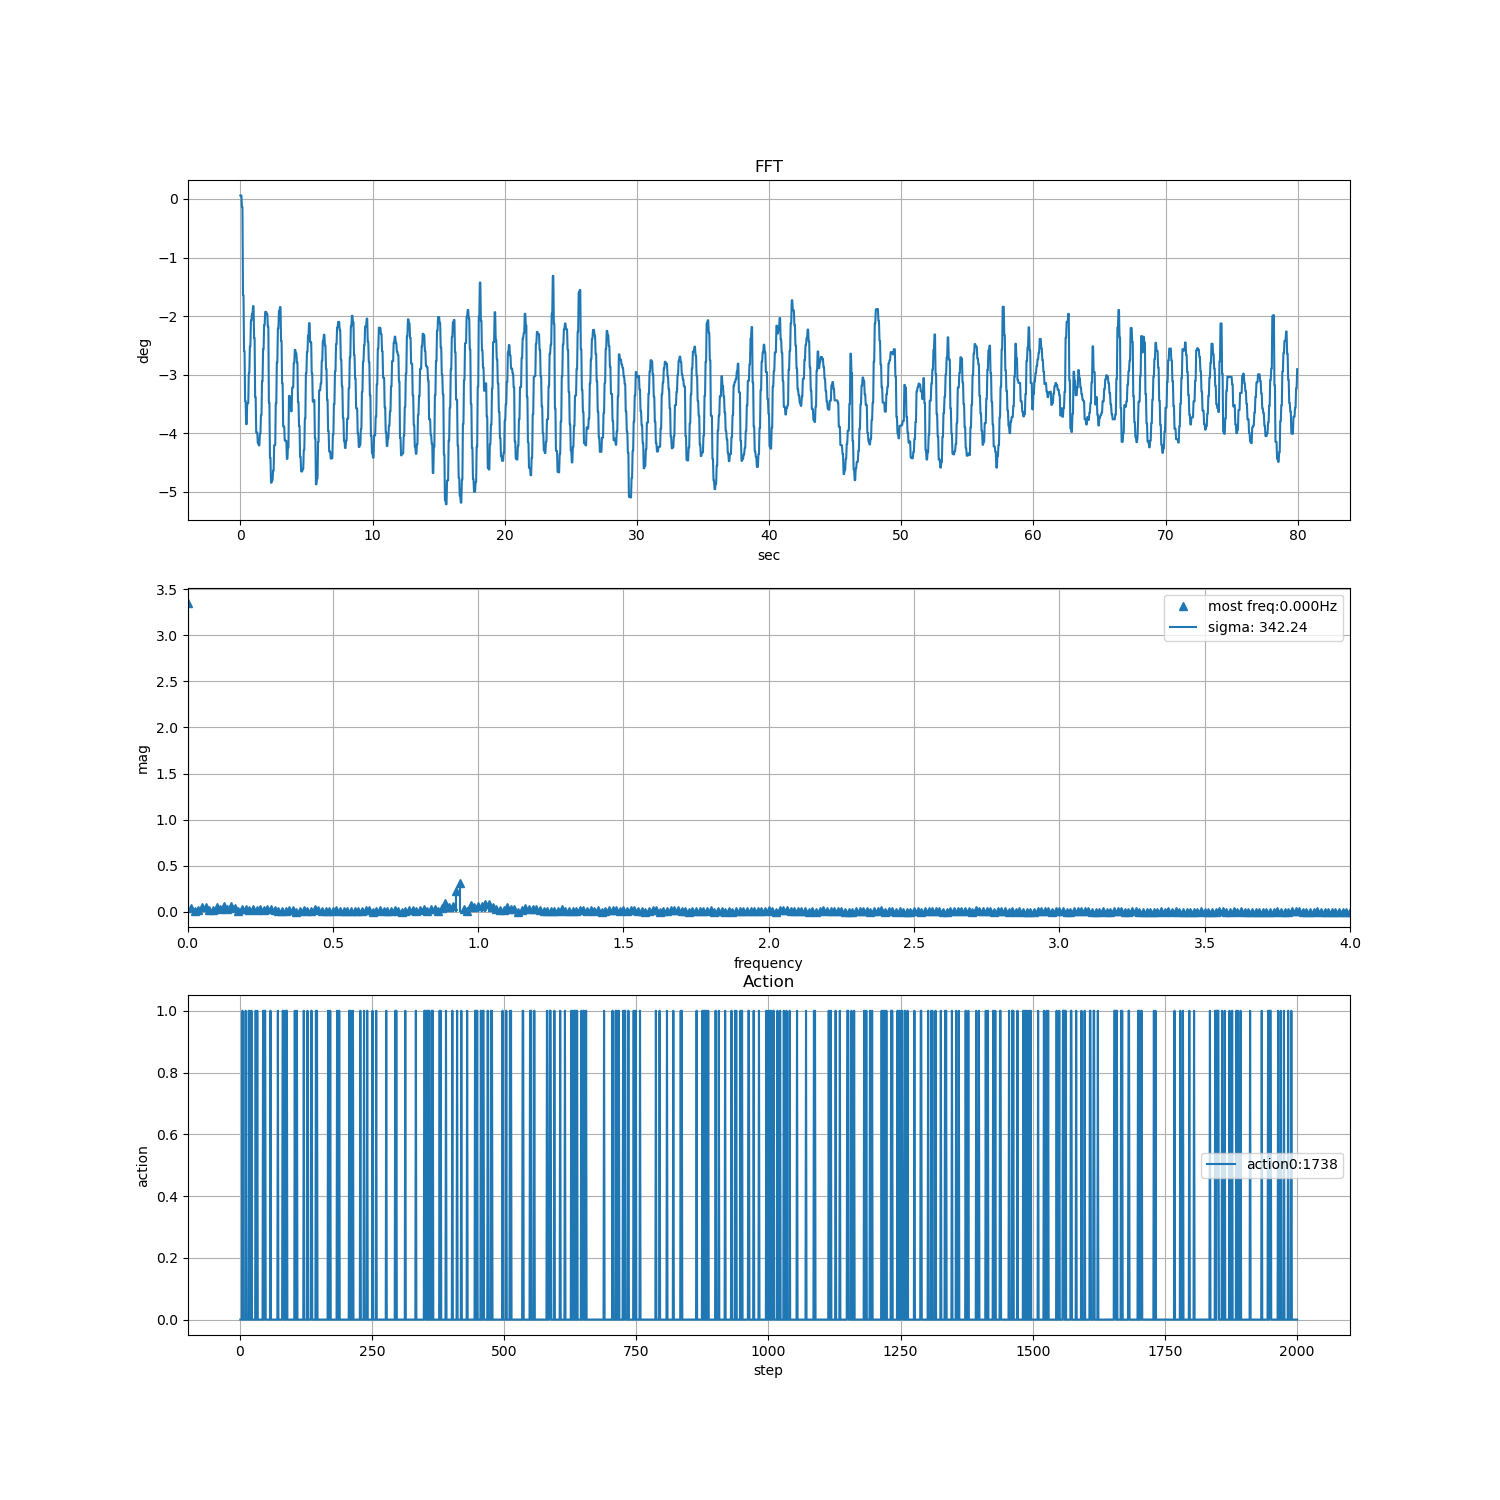 FFT
0
−1
−2
−3
−4
−5
deg
0 10 20 30 40 50 60 70 80
sec
3.5
3.0
2.5
2.0
1.5
1.0
0.5
0.0
mag
most freq:0.000Hz
sigma: 342.24
0.0 0.5 1.0 1.5 2.0 2.5 3.0 3.5 4.0
frequency
Action
1.0
0.8
0.6
0.4
0.2
0.0
action
action0:1738
0 250 500 750 1000 1250 1500 1750 2000
step